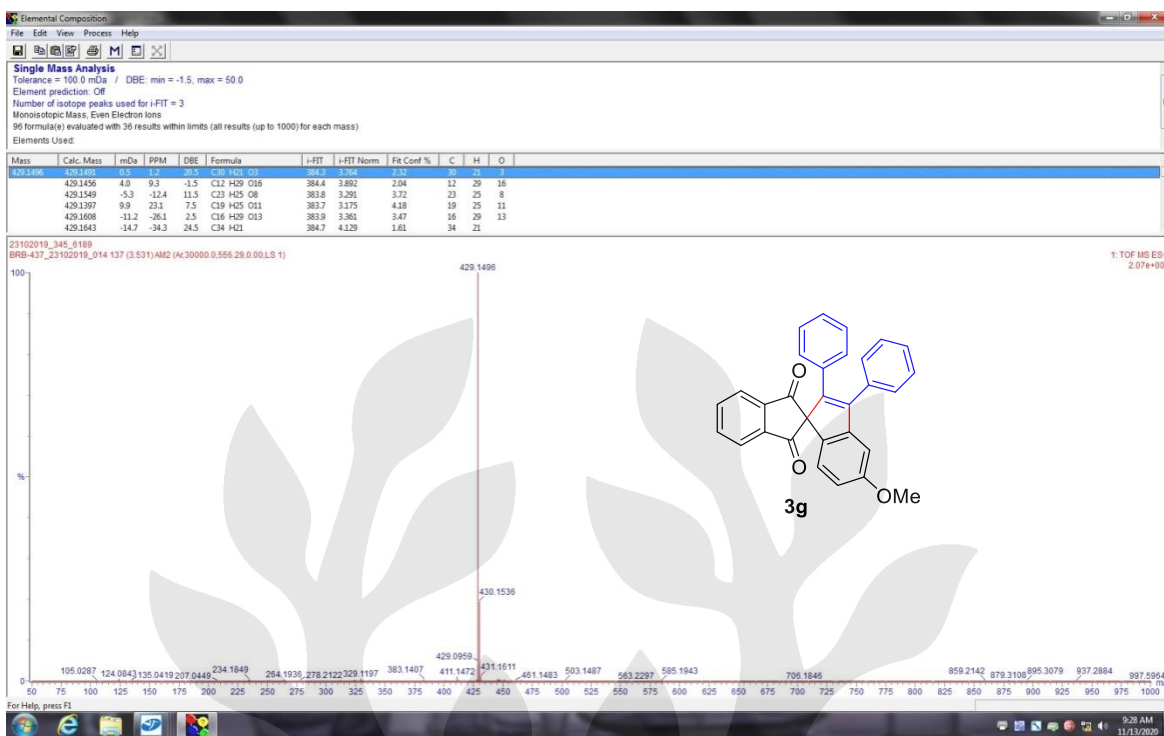 Elemental Composition
File Edit View Process Help
Single Mass Analysis
Tolerance = 100.0 mDa / DBE: min = -1.5, max = 50.0
Element prediction: Off
Number of isotope peaks used for i-FIT = 3
Monoisotopic Mass, Even Electron Ions
96 formula(e) evaluated with 36 results within limits (all results (up to 1000) for each mass)
Elements Used:
Mass Calc. Mass mDa PPM DBE Formula i-FIT i-FIT Norm Fit Conf % C H O
429.1496 429.1491 0.5 1.2 20.5 C30 H21 O3 384.3 3.764 2.32 30 21 3
429.1456 4.0 9.3 -1.5 C12 H29 O16 384.4 3.892 2.04 12 29 16
429.1549 -5.3 -12.4 11.5 C23 H25 O8 383.8 3.291 3.72 23 25 8
429.1397 9.9 23.1 7.5 C19 H25 O11 383.7 3.175 4.18 19 25 11
429.1608 -11.2 -26.1 2.5 C16 H29 O13 383.9 3.361 3.47 16 29 13
429.1643 -14.7 -34.3 24.5 C34 H21 384.7 4.129 1.61 34 21
23102019_345_6189
BRB-437_23102019_014 137 (3.531) AM2 (Ar,30000.0,556.29,0.00,LS 1)
1: TOF MS ES
2.07e+00
100
429.1496
O
O
OMe
3g
%
430.1536
429.0959
431.1611
105.0287 124.0843 135.0419 207.0449 234.1849 264.1936 278.2122 329.1197 383.1407 411.1472 461.1483 503.1487 563.2297 585.1943 706.1846 859.2142 879.3108 895.3079 937.2884 997.5964
0
m
50 75 100 125 150 175 200 225 250 275 300 325 350 375 400 425 450 475 500 525 550 575 600 625 650 675 700 725 750 775 800 825 850 875 900 925 950 975 1000
For Help, press F1
9:28 AM
11/13/2020